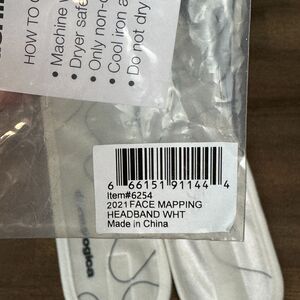 HOW TO
• Machine
• Dryer safe
• Only non-
• Cool iron
• Do not dry
6 66151 91144 4
Item#6254
2021 FACE MAPPING
HEADBAND WHT
Made in China